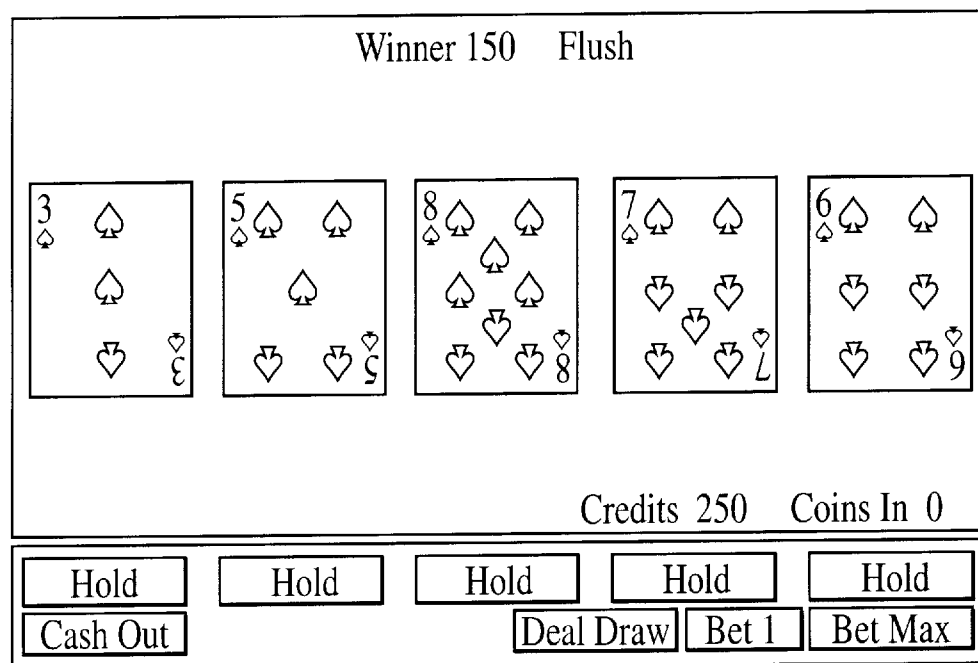 Winner 150 Flush
3 5 8 7 6
3 5 8 7 6
Credits 250 Coins In 0
Hold Hold Hold Hold Hold
Cash Out Deal Draw Bet 1 Bet Max